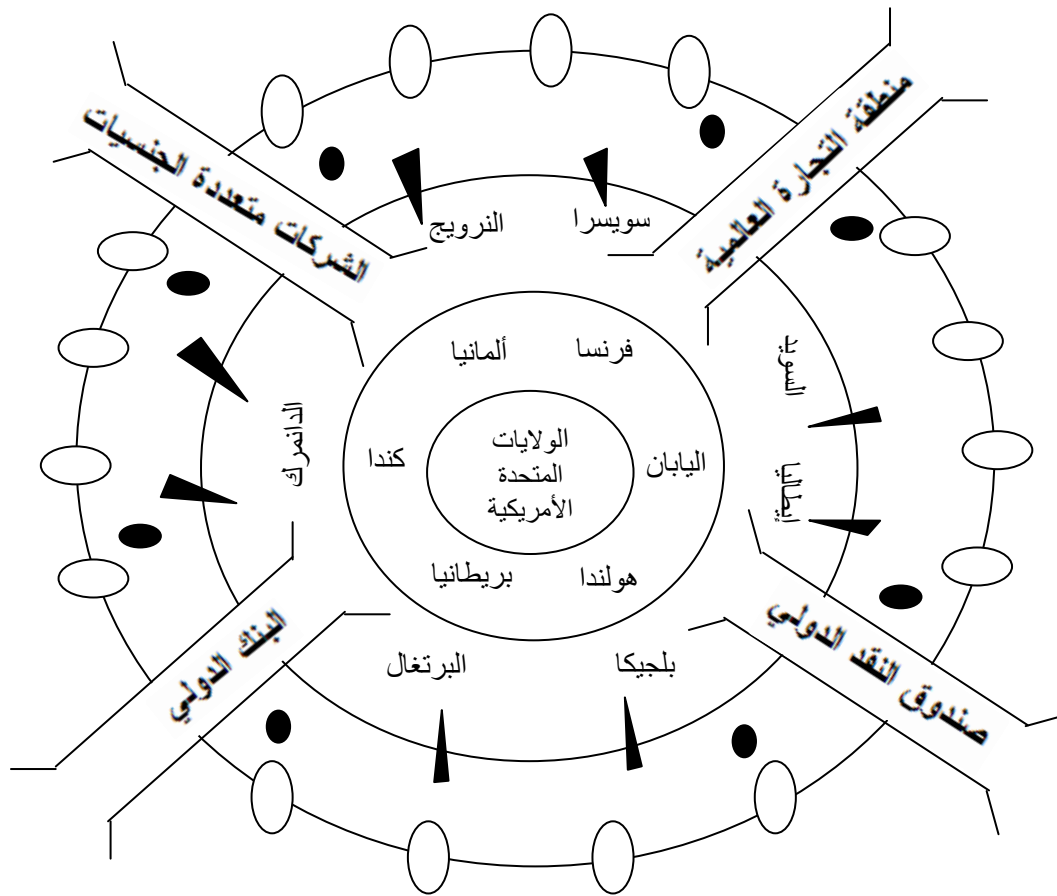 منطقة التجارة العالمية
الشركات متعددة الجنسيات
سويسرا
النرويج
فرنسا
ألمانيا
السويد
الدانمرك
اليابان
الولايات
المتحدة
الأمريكية
كندا
إيطاليا
هولندا
بريطانيا
صندوق النقد الدولي
البنك الدولي
بلجيكا
البرتغال